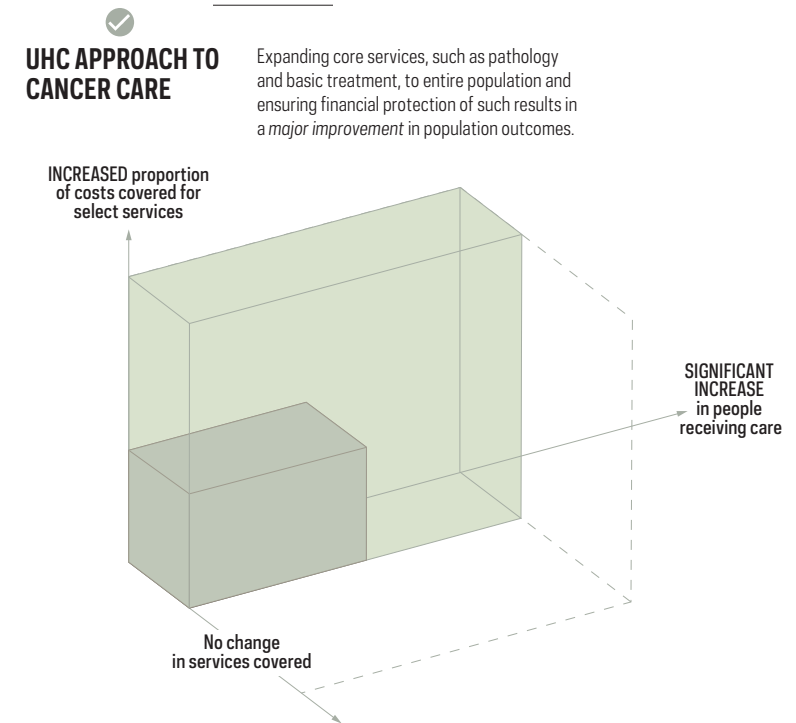 UHC APPROACH TO
CANCER CARE
Expanding core services, such as pathology
and basic treatment, to entire population and
ensuring financial protection of such results in
a major improvement in population outcomes.
INCREASED proportion
of costs covered for
select services
SIGNIFICANT
INCREASE
in people
receiving care
No change
in services covered